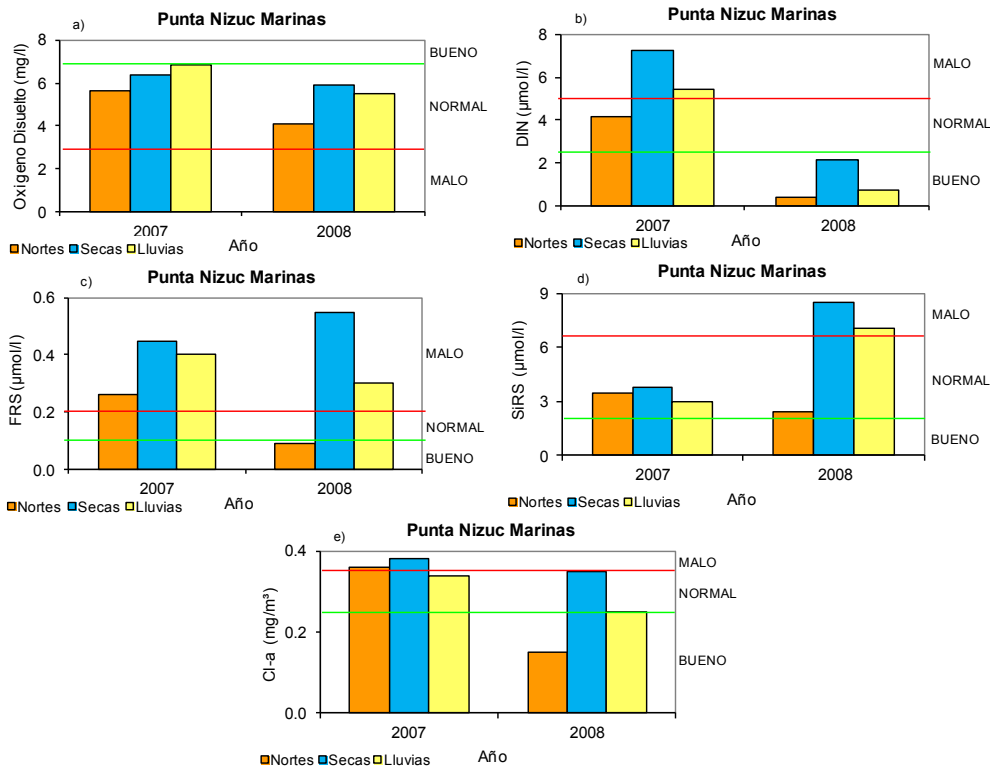 a)
Punta Nizuc Marinas
Oxigeno Disuelto (mg/l)
8
6
4
2
0
BUENO
NORMAL
MALO
2007
2008
Año
Nortes Secas Lluvias
b)
Punta Nizuc Marinas
DIN (µmol/l)
8
6
4
2
0
MALO
NORMAL
BUENO
2007
2008
Año
Nortes Secas Lluvias
c)
Punta Nizuc Marinas
FRS (µmol/l)
0.6
0.4
0.2
0.0
MALO
NORMAL
BUENO
2007
2008
Año
Nortes Secas Lluvias
d)
Punta Nizuc Marinas
SiRS (µmol/l)
9
6
3
0
MALO
NORMAL
BUENO
2007
2008
Año
Nortes Secas Lluvias
e)
Punta Nizuc Marinas
Cl-a (mg/m³)
0.4
0.2
0.0
MALO
NORMAL
BUENO
2007
2008
Año
Nortes Secas Lluvias